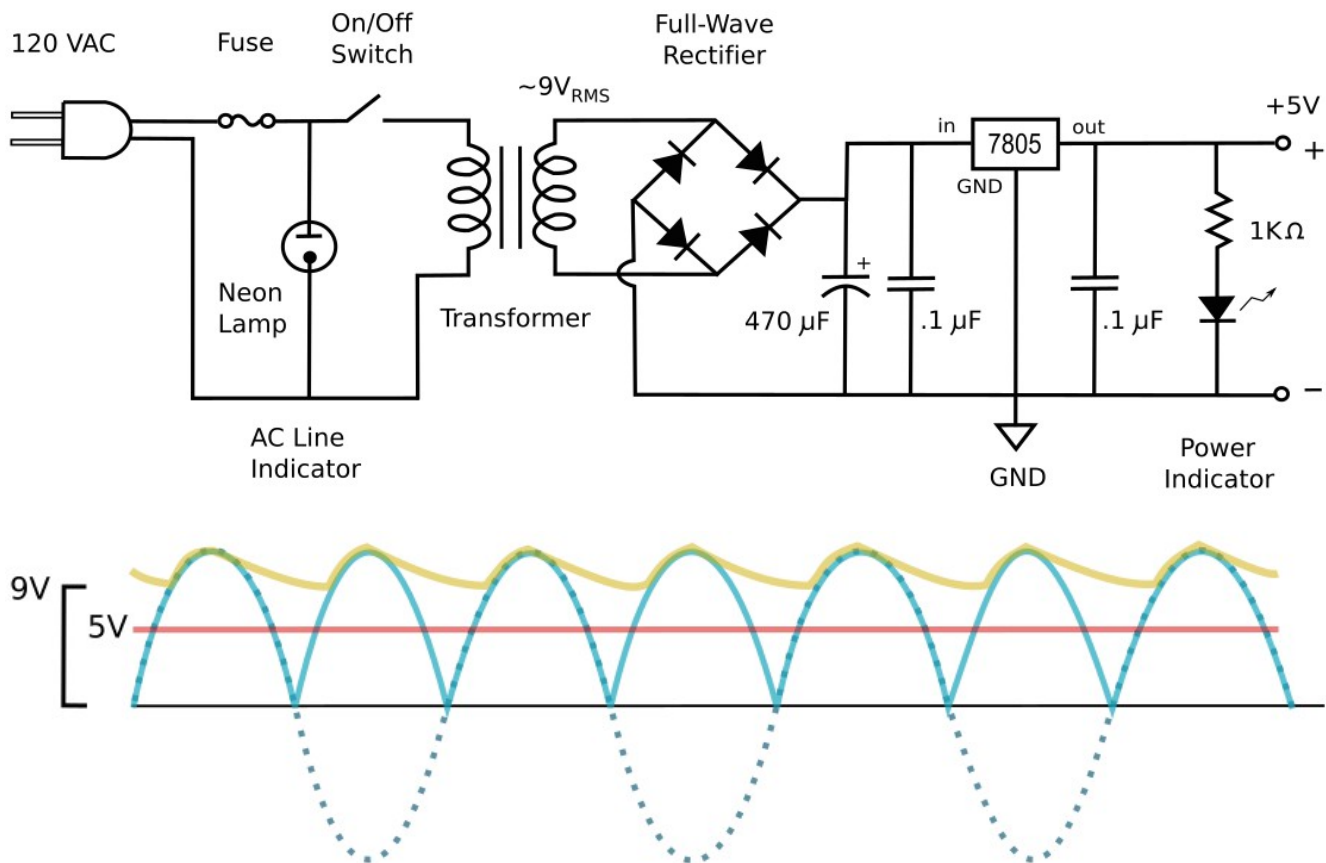 120 VAC
Fuse
On/Off
Switch
Full-Wave
Rectifier
~9VRMS
+5V
in
7805
out
+
GND
1KΩ
+
Neon
Lamp
Transformer
470 µF
.1 µF
.1 µF
−
AC Line
Indicator
GND
Power
Indicator
9V
5V